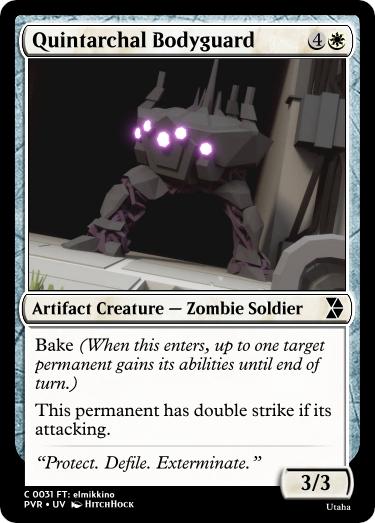 Quintarchal Bodyguard 4
Artifact Creature — Zombie Soldier
Bake (When this enters, up to one target
permanent gains its abilities until end of
turn.)
This permanent has double strike if its
attacking.
“Protect. Defile. Exterminate.”
3/3
C 0031 FT: elmikkino
PVR • UV HITCHHOCK
Utaha